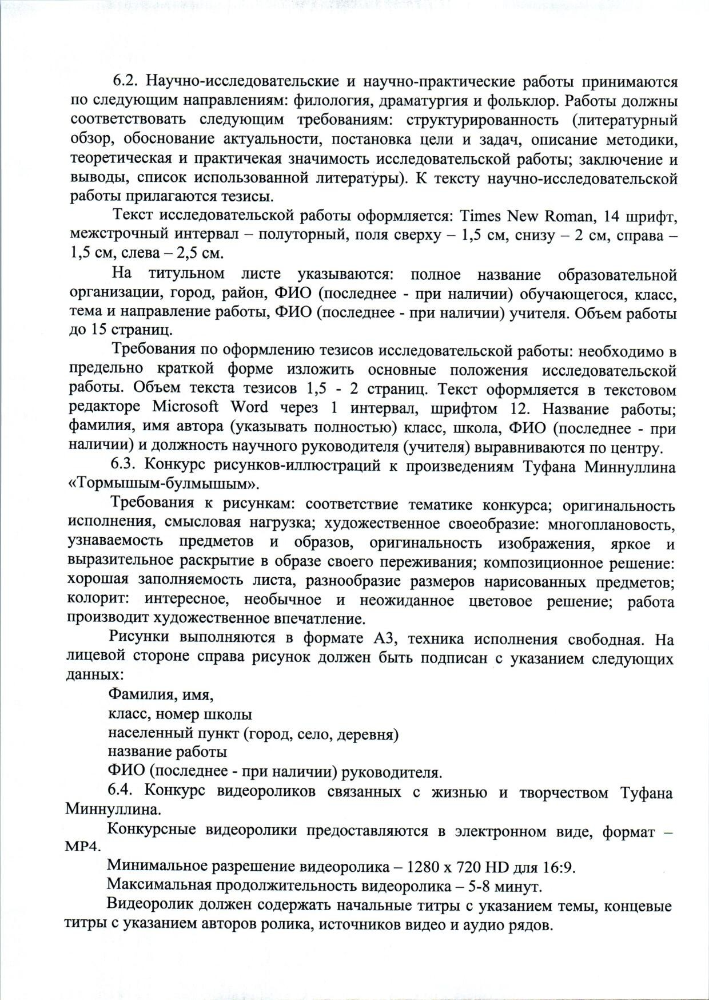 6.2. Научно-исследовательские и научно-практические работы принимаются
по следующим направлениям: филология, драматургия и фольклор. Работы должны
соответствовать следующим требованиям: структурированность (литературный
обзор, обоснование актуальности, постановка цели и задач, описание методики,
теоретическая и практичекая значимость исследовательской работы; заключение и
выводы, список использованной литературы). К тексту научно-исследовательской
работы прилагаются тезисы.
Текст исследовательской работы оформляется: Times New Roman, 14 шрифт,
межстрочный интервал – полуторный, поля сверху – 1,5 см, снизу – 2 см, справа –
1,5 см, слева – 2,5 см.
На титульном листе указываются: полное название образовательной
организации, город, район, ФИО (последнее - при наличии) обучающегося, класс,
тема и направление работы, ФИО (последнее - при наличии) учителя. Объем работы
до 15 страниц.
Требования по оформлению тезисов исследовательской работы: необходимо в
предельно краткой форме изложить основные положения исследовательской
работы. Объем текста тезисов 1,5 - 2 страниц. Текст оформляется в текстовом
редакторе Microsoft Word через 1 интервал, шрифтом 12. Название работы;
фамилия, имя автора (указывать полностью) класс, школа, ФИО (последнее - при
наличии) и должность научного руководителя (учителя) выравниваются по центру.
6.3. Конкурс рисунков-иллюстраций к произведениям Туфана Миннуллина
«Тормышым-булмышым».
Требования к рисункам: соответствие тематике конкурса; оригинальность
исполнения, смысловая нагрузка; художественное своеобразие: многоплановость,
узнаваемость предметов и образов, оригинальность изображения, яркое и
выразительное раскрытие в образе своего переживания; композиционное решение:
хорошая заполняемость листа, разнообразие размеров нарисованных предметов;
колорит: интересное, необычное и неожиданное цветовое решение; работа
производит художественное впечатление.
Рисунки выполняются в формате А3, техника исполнения свободная. На
лицевой стороне справа рисунок должен быть подписан с указанием следующих
данных:
Фамилия, имя,
класс, номер школы
населенный пункт (город, село, деревня)
название работы
ФИО (последнее - при наличии) руководителя.
6.4. Конкурс видеороликов связанных с жизнью и творчеством Туфана
Миннуллина.
Конкурсные видеоролики предоставляются в электронном виде, формат –
MP4.
Минимальное разрешение видеоролика – 1280 x 720 HD для 16:9.
Максимальная продолжительность видеоролика – 5-8 минут.
Видеоролик должен содержать начальные титры с указанием темы, концевые
титры с указанием авторов ролика, источников видео и аудио рядов.